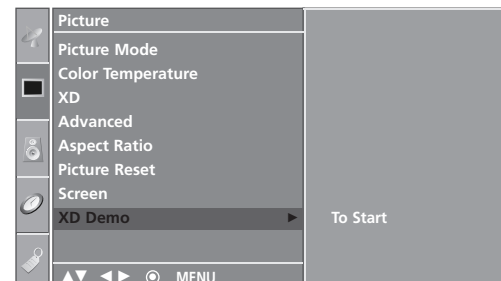 Picture
Picture Mode
Color Temperature
XD
Advanced
Aspect Ratio
Picture Reset
Screen
XD Demo ► To Start
▲▼ ◄► ◉ MENU